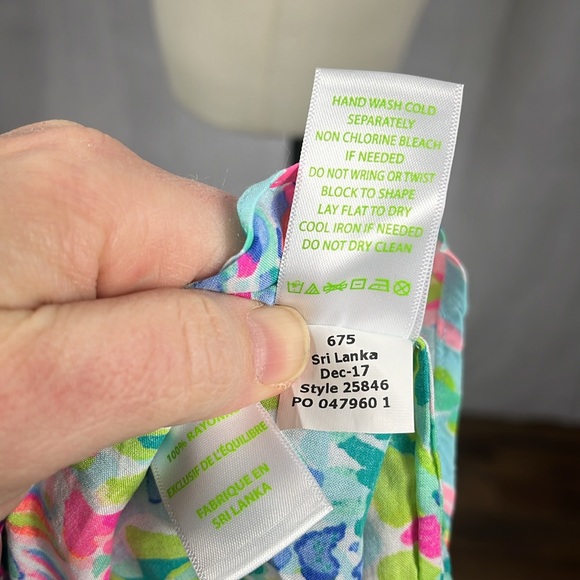 HAND WASH COLD
SEPARATELY
NON CHLORINE BLEACH
IF NEEDED
DO NOT WRING OR TWIST
BLOCK TO SHAPE
LAY FLAT TO DRY
COOL IRON IF NEEDED
DO NOT DRY CLEAN
675
Sri Lanka
Dec-17
Style 25846
PO 047960 1
100% RAYON
EXCLUSIF DE L'ÉQUILIBRE
FABRIQUE EN
SRI LANKA